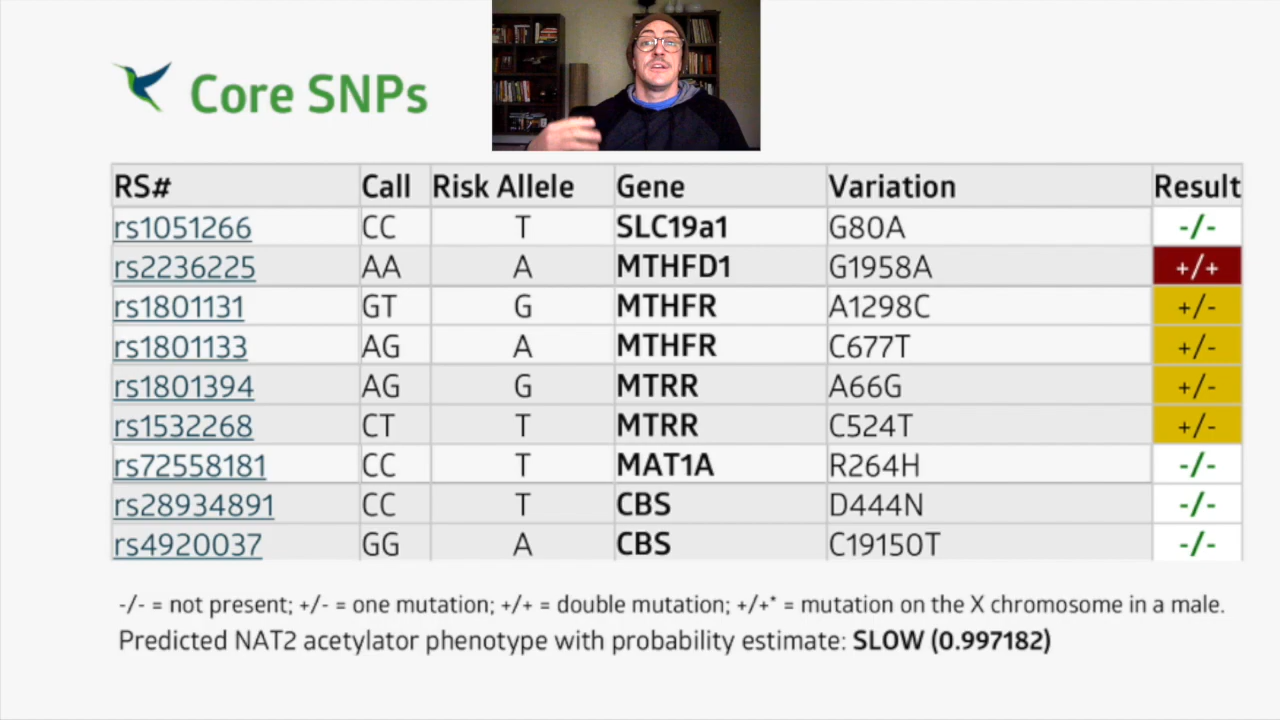 Core SNPs
RS# Call Risk Allele Gene Variation Result
rs1051266 CC T SLC19a1 G80A -/-
rs2236225 AA A MTHFD1 G1958A +/+
rs1801131 GT G MTHFR A1298C +/-
rs1801133 AG A MTHFR C677T +/-
rs1801394 AG G MTRR A66G +/-
rs1532268 CT T MTRR C524T +/-
rs72558181 CC T MAT1A R264H -/-
rs28934891 CC T CBS D444N -/-
rs4920037 GG A CBS C19150T -/-
-/- = not present; +/- = one mutation; +/+ = double mutation; +/+* = mutation on the X chromosome in a male.
Predicted NAT2 acetylator phenotype with probability estimate: SLOW (0.997182)